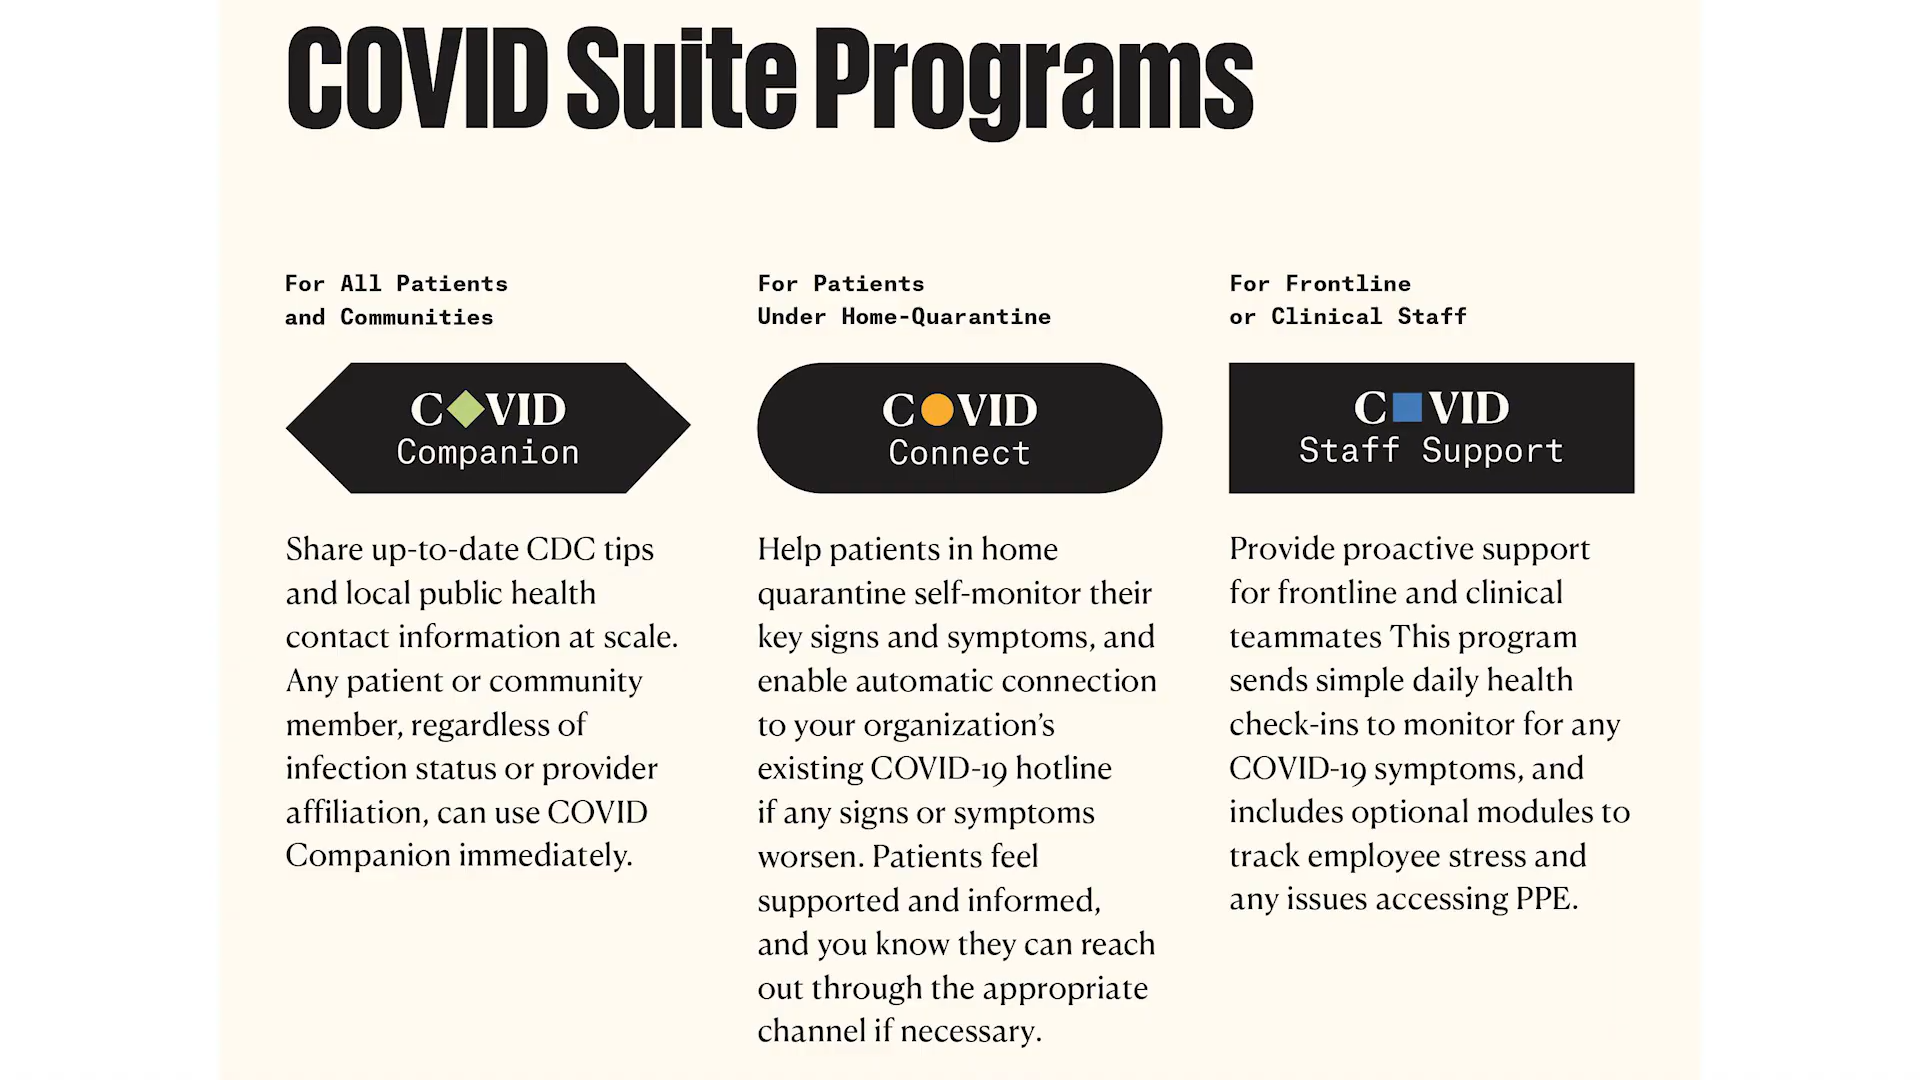 COVID Suite Programs
For All Patients
and Communities
C VID
Companion
Share up-to-date CDC tips
and local public health
contact information at scale.
Any patient or community
member, regardless of
infection status or provider
affiliation, can use COVID
Companion immediately.
For Patients
Under Home-Quarantine
C VID
Connect
Help patients in home
quarantine self-monitor their
key signs and symptoms, and
enable automatic connection
to your organization’s
existing COVID-19 hotline
if any signs or symptoms
worsen. Patients feel
supported and informed,
and you know they can reach
out through the appropriate
channel if necessary.
For Frontline
or Clinical Staff
C VID
Staff Support
Provide proactive support
for frontline and clinical
teammates This program
sends simple daily health
check-ins to monitor for any
COVID-19 symptoms, and
includes optional modules to
track employee stress and
any issues accessing PPE.